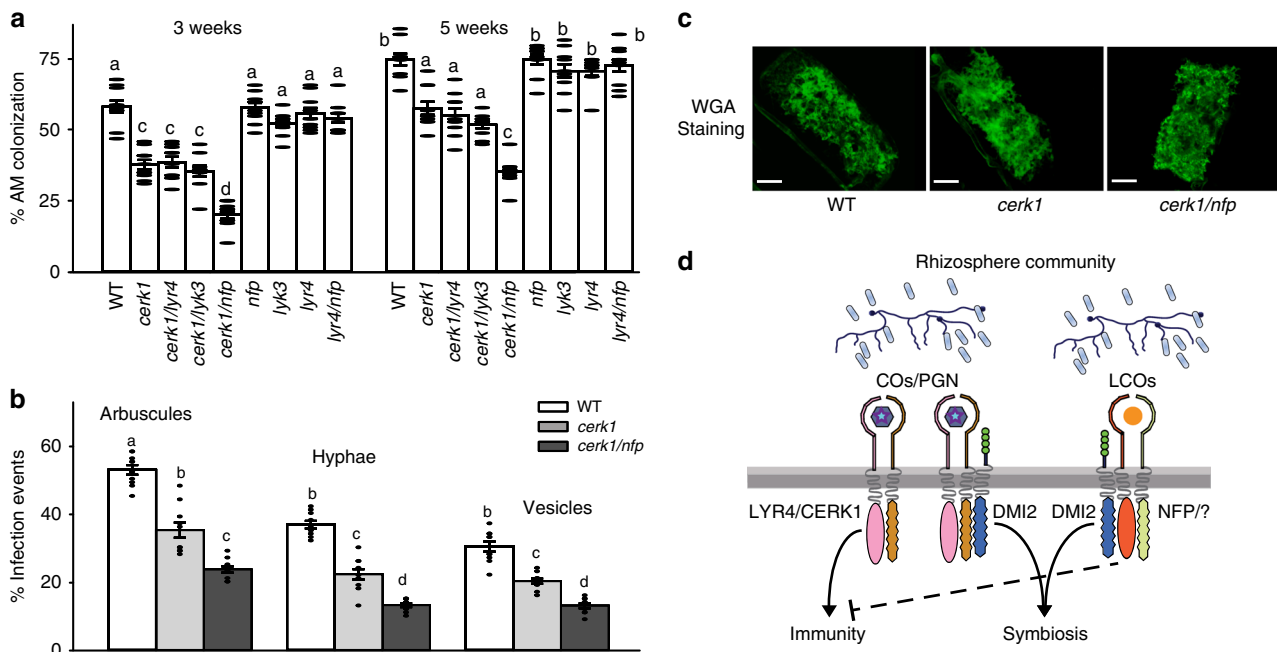 a
3 weeks
5 weeks
% AM colonization
75
50
25
0
a
c
c
c
d
a
a
a
a
b
a
a
a
c
b
b
b
b
WT
cerk1
cerk1/lyr4
cerk1/lyk3
cerk1/nfp
nfp
lyk3
lyr4
lyr4/nfp
WT
cerk1
cerk1/lyr4
cerk1/lyk3
cerk1/nfp
nfp
lyk3
lyr4
lyr4/nfp
b
% Infection events
60
40
20
0
Arbuscules
Hyphae
Vesicles
WT
cerk1
cerk1/nfp
a
b
c
b
c
d
b
c
d
c
WGA
Staining
WT
cerk1
cerk1/nfp
d
Rhizosphere community
COs/PGN
LCOs
LYR4/CERK1
DMI2
DMI2
NFP/?
Immunity
Symbiosis